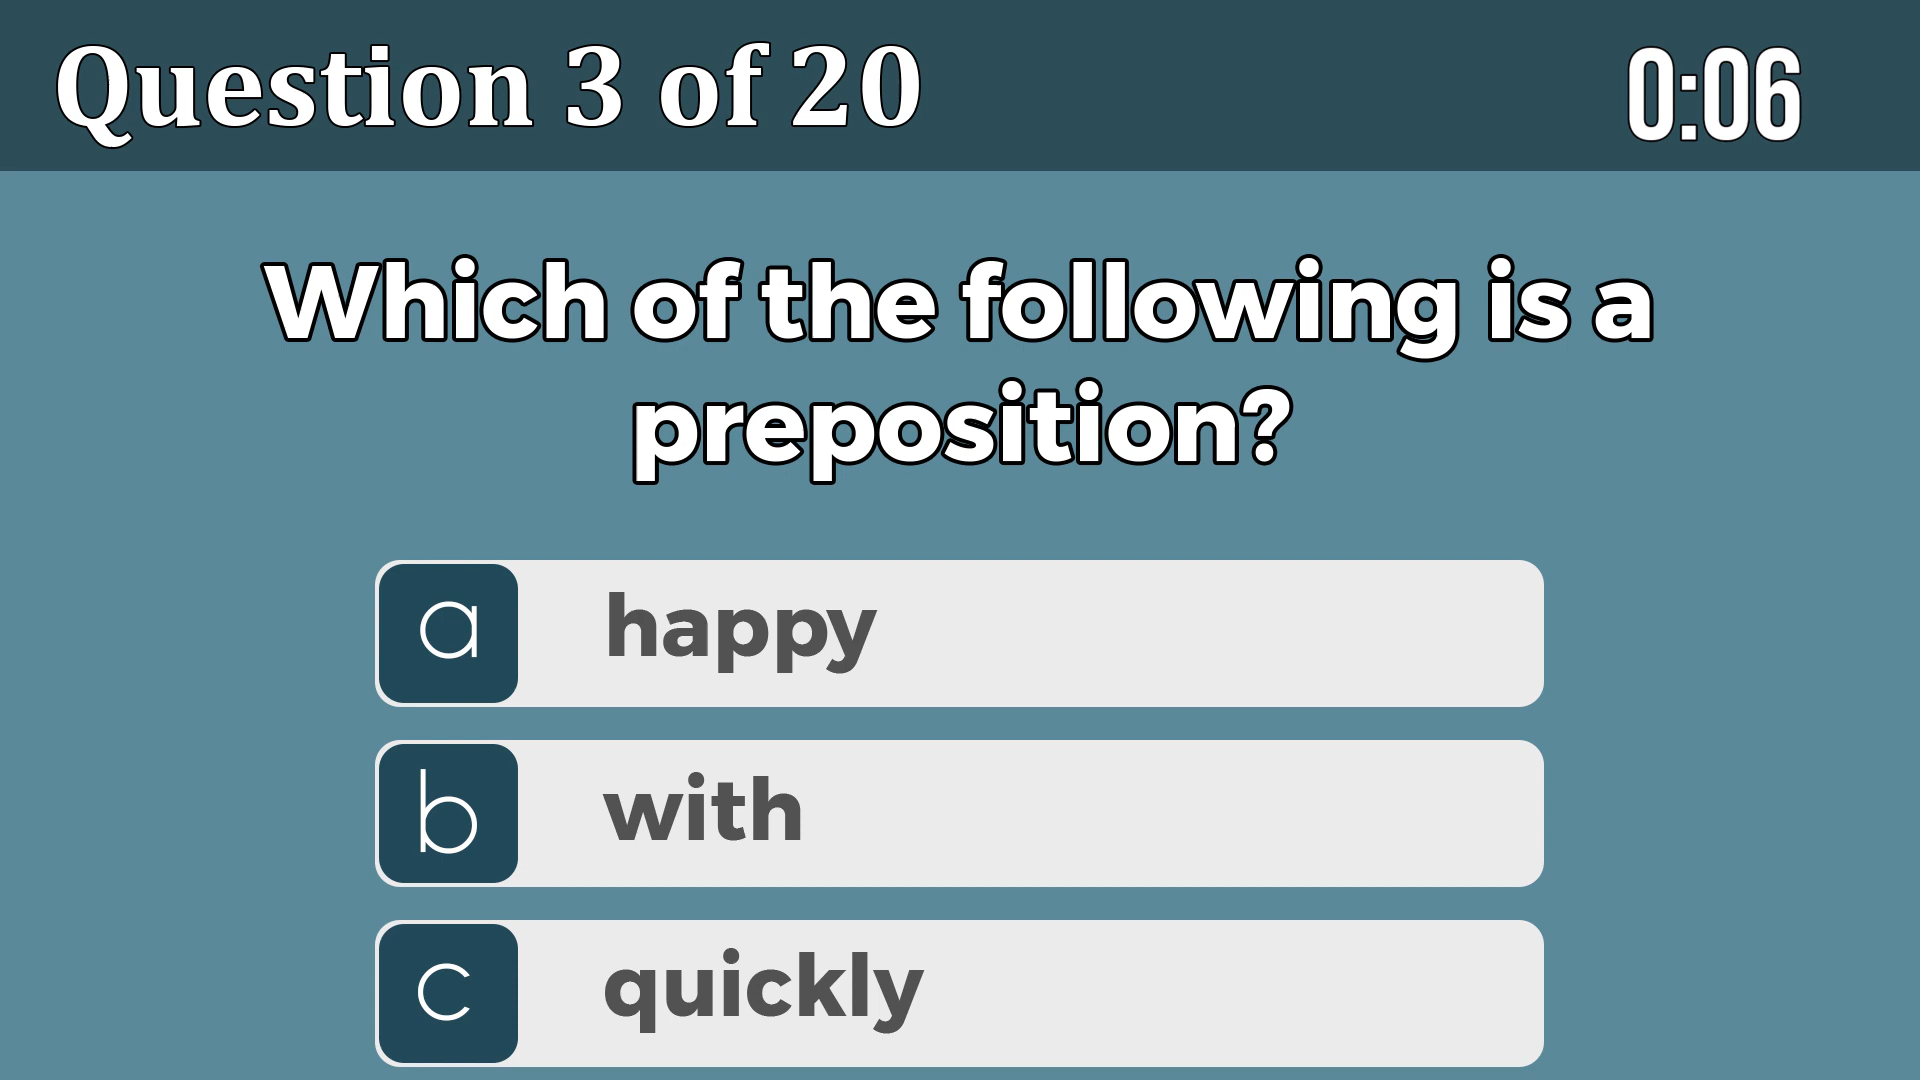 Question 3 of 20
0:06
Which of the following is a
preposition?
a happy
b with
c quickly